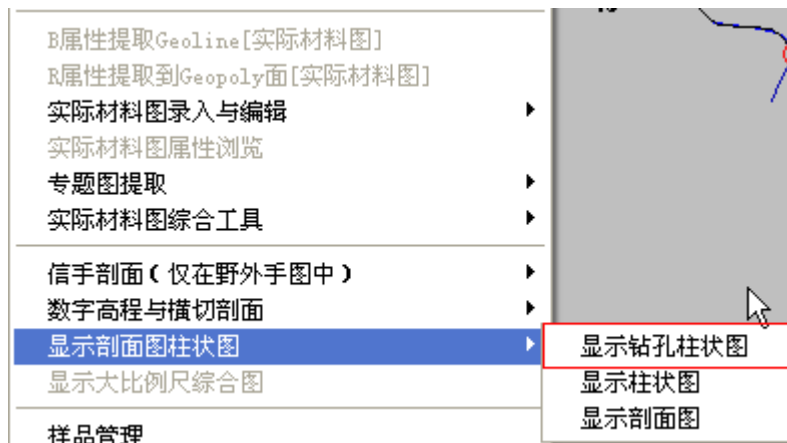 B属性提取Geoline[实际材料图]
R属性提取到Geopoly面[实际材料图]
实际材料图录入与编辑
实际材料图属性浏览
专题图提取
实际材料图综合工具
信手剖面(仅在野外手图中)
数字高程与横切剖面
显示剖面图柱状图
显示钻孔柱状图
显示大比例尺综合图
显示柱状图
显示剖面图
样品管理